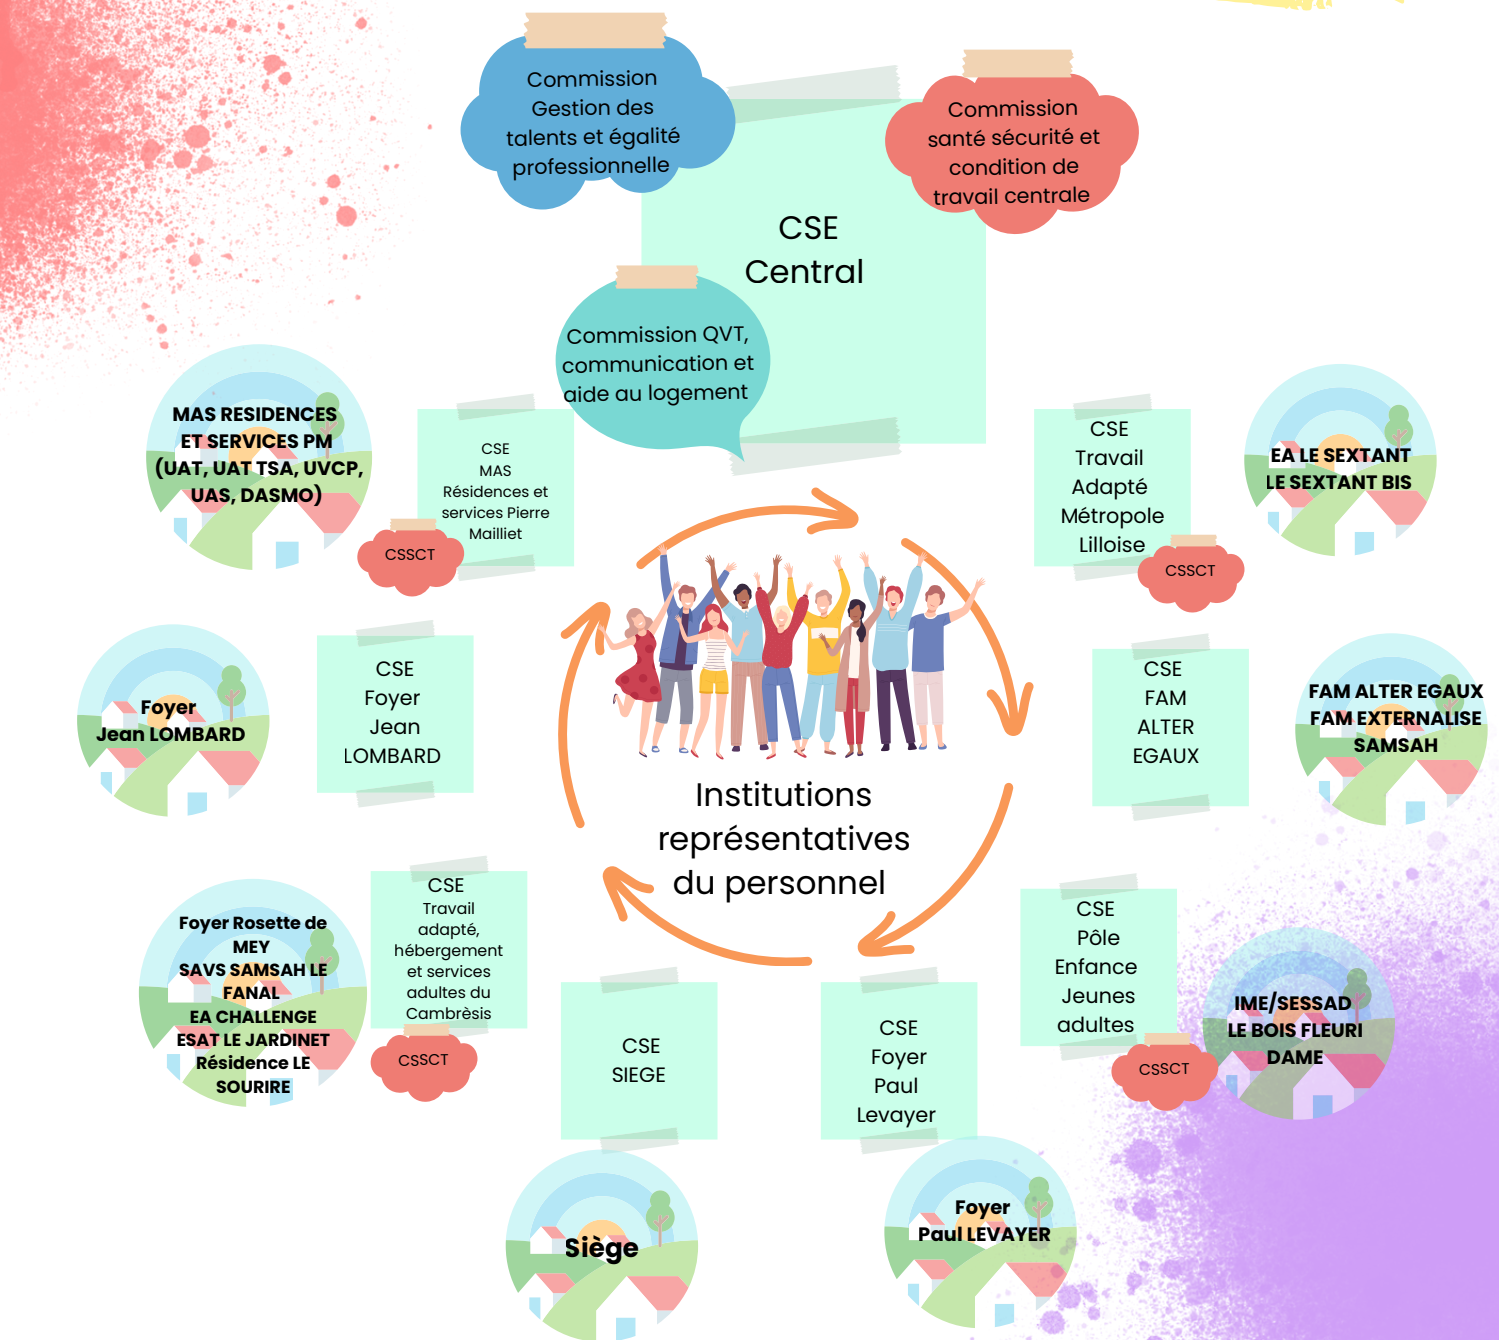 Commission
Gestion des
talents et égalité
professionnelle
Commission
santé sécurité et
condition de
travail centrale
CSE
Central
Commission QVT,
communication et
aide au logement
MAS RESIDENCES
ET SERVICES PM
(UAT, UAT TSA, UVCP,
UAS, DASMO)
CSE
MAS
Résidences et
services Pierre
Mailliet
CSSCT
CSE
Travail
Adapté
Métropole
Lilloise
CSSCT
EA LE SEXTANT
LE SEXTANT BIS
Foyer
Jean LOMBARD
CSE
Foyer
Jean
LOMBARD
CSE
FAM
ALTER
EGAUX
FAM ALTER EGAUX
FAM EXTERNALISE
SAMSAH
Institutions
représentatives
du personnel
Foyer Rosette de
MEY
SAVS SAMSAH LE
FANAL
EA CHALLENGE
ESAT LE JARDINET
Résidence LE
SOURIRE
CSE
Travail
adapté,
hébergement
et services
adultes du
Cambrèsis
CSSCT
CSE
SIEGE
CSE
Foyer
Paul
Levayer
CSE
Pôle
Enfance
Jeunes
adultes
CSSCT
IME/SESSAD
LE BOIS FLEURI
DAME
Siège
Foyer
Paul LEVAYER